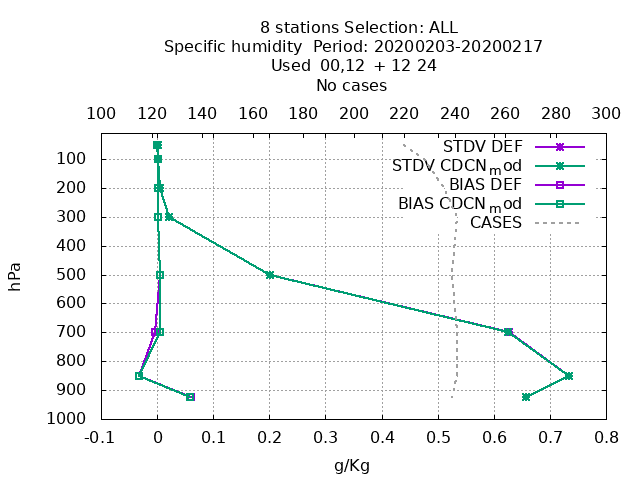 8 stations Selection: ALL
Specific humidity  Period: 20200203-20200217
Used  00,12  + 12 24
No cases
100 120 140 160 180 200 220 240 260 280 300
STDV DEF
STDV CDCNmod
BIAS DEF
BIAS CDCNmod
CASES
100
200
300
400
500
600
700
800
900
1000
hPa
-0.1 0 0.1 0.2 0.3 0.4 0.5 0.6 0.7 0.8
g/Kg